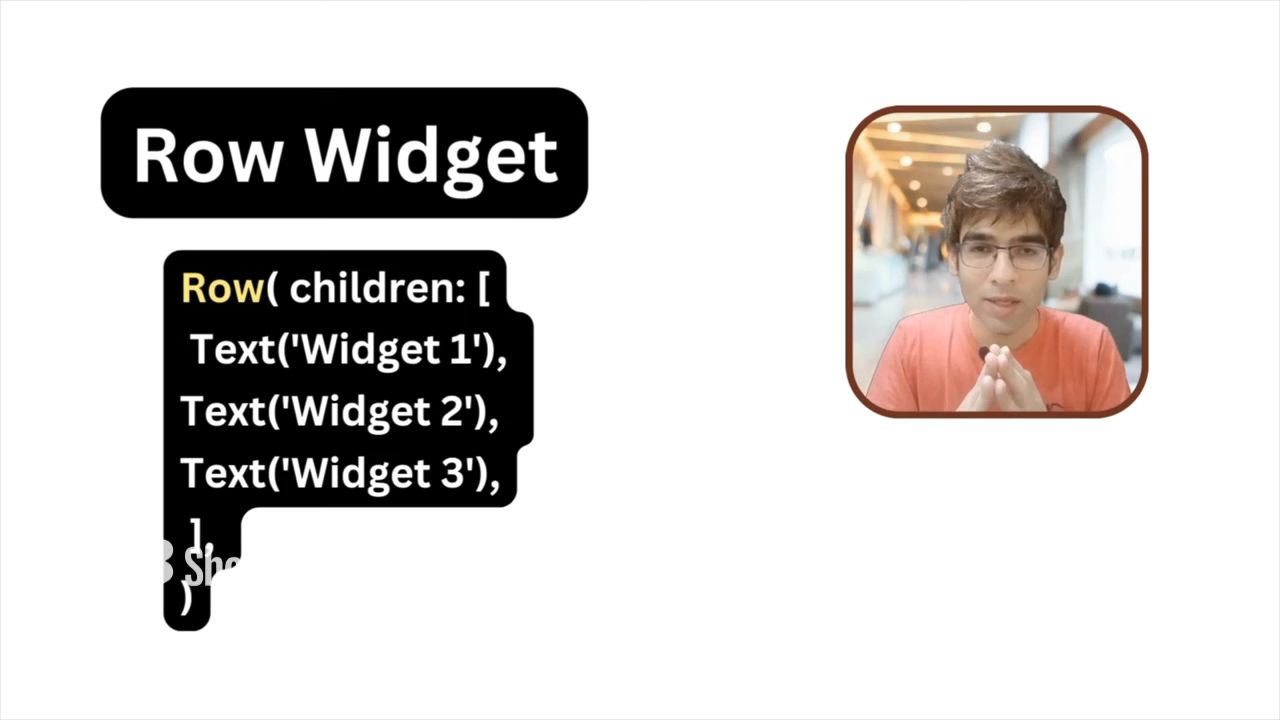 Row Widget
Row( children: [
Text('Widget 1'),
Text('Widget 2'),
Text('Widget 3'),
],
)